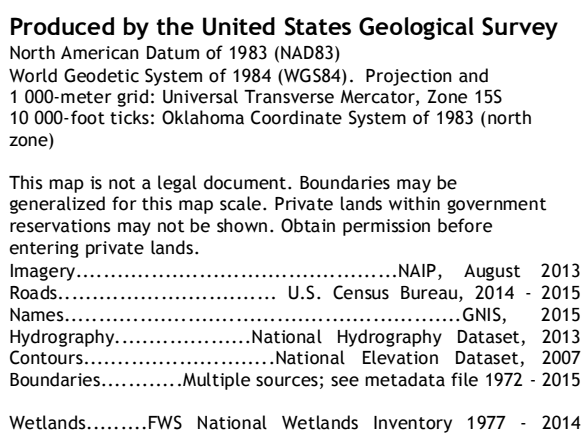 Produced by the United States Geological Survey
North American Datum of 1983 (NAD83)
World Geodetic System of 1984 (WGS84). Projection and
1 000-meter grid: Universal Transverse Mercator, Zone 15S
10 000-foot ticks: Oklahoma Coordinate System of 1983 (north
zone)
This map is not a legal document. Boundaries may be
generalized for this map scale. Private lands within government
reservations may not be shown. Obtain permission before
entering private lands.
Imagery..............................................NAIP, August 2013
Roads............................... U.S. Census Bureau, 2014 - 2015
Names.........................................................GNIS, 2015
Hydrography...................National Hydrography Dataset, 2013
Contours...........................National Elevation Dataset, 2007
Boundaries............Multiple sources; see metadata file 1972 - 2015
Wetlands.........FWS National Wetlands Inventory 1977 - 2014